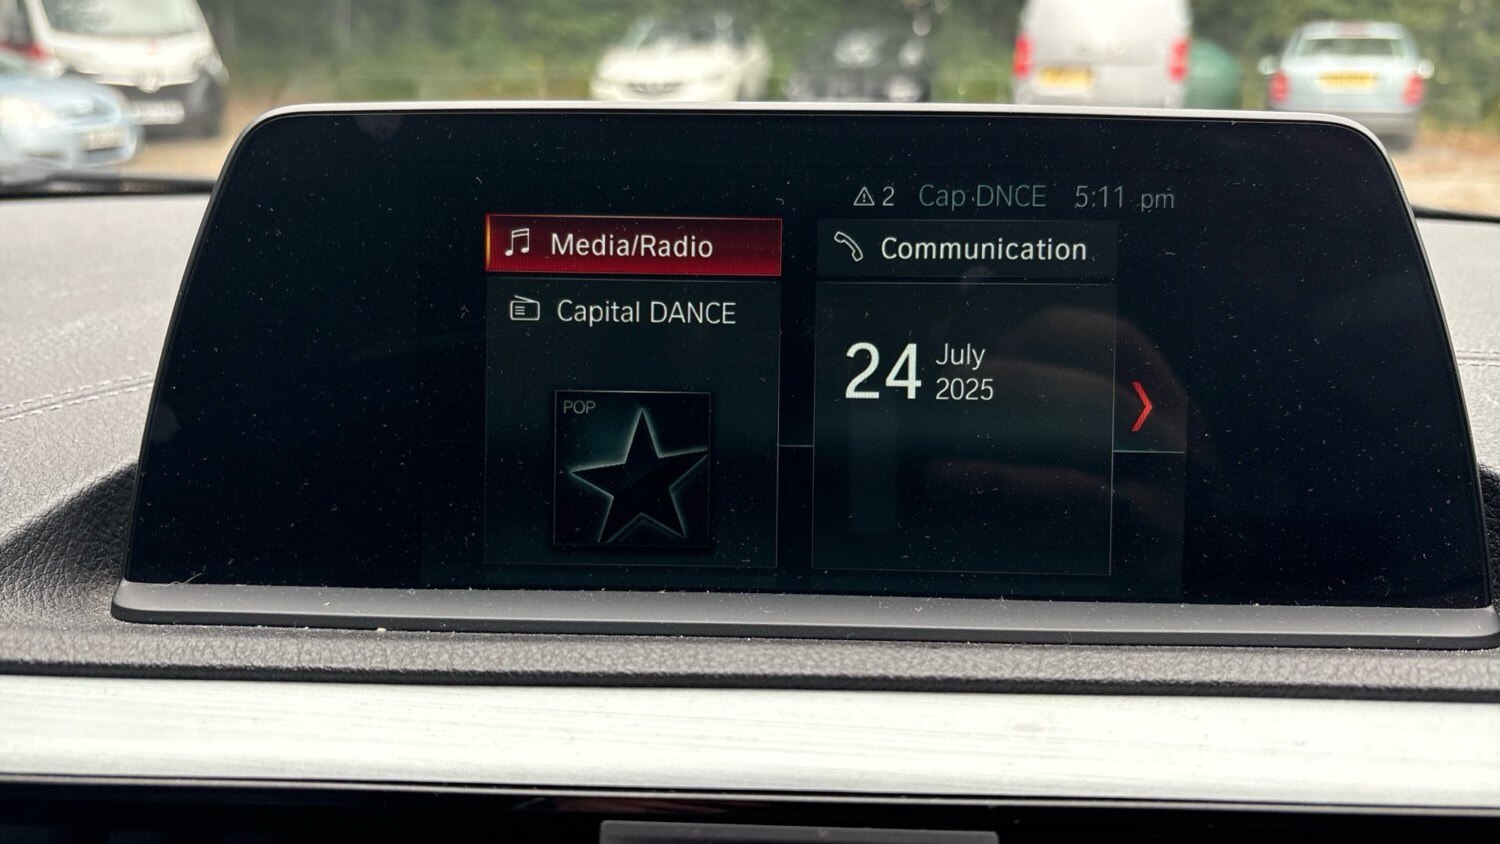 2 Cap DNCE 5:11 pm
Media/Radio
Capital DANCE
POP
Communication
24 July
2025